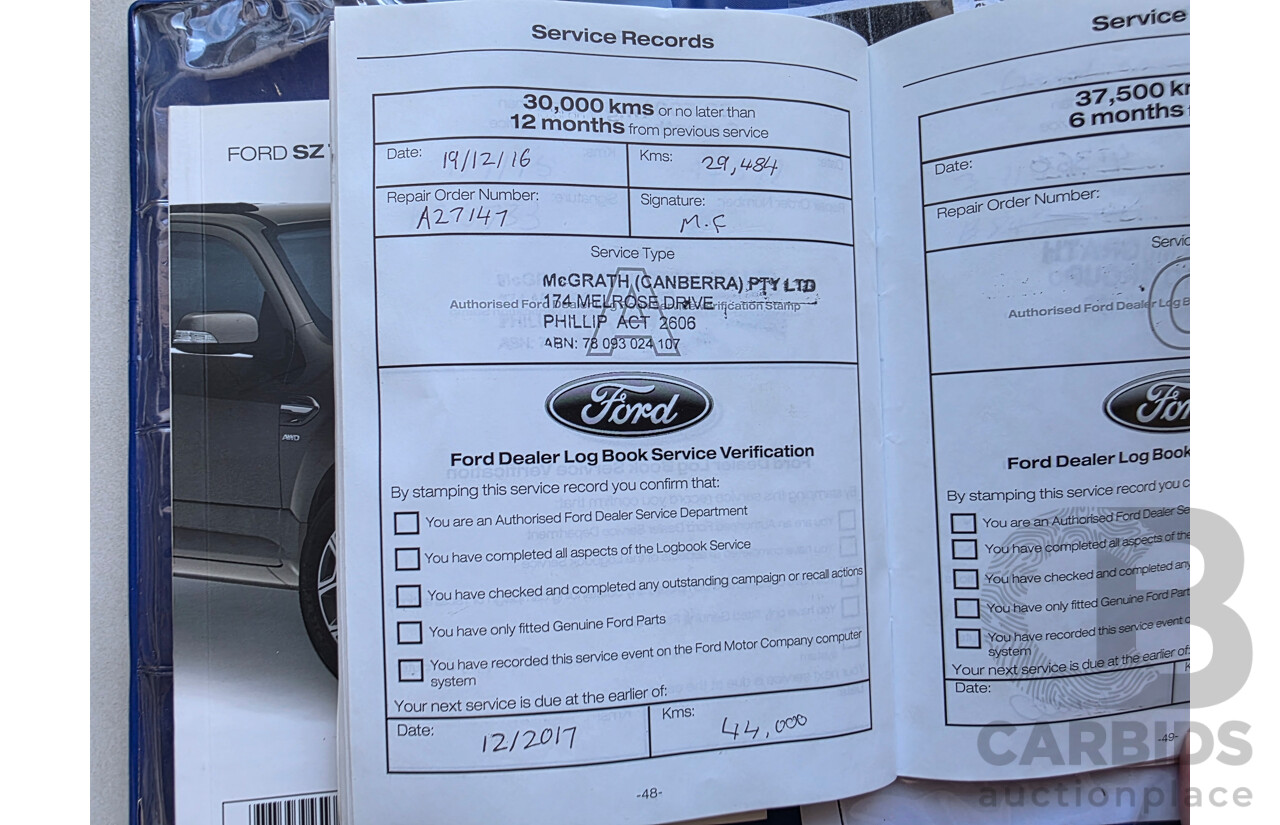 FORD SZ
Service Records
30,000 kms or no later than
12 months from previous service
Date: 19/12/16
Kms: 29,484
Repair Order Number:
A27147
Signature:
M.F
Service Type
A
Authorised Ford Dealer
McGRATH (CANBERRA) PTY LTD
174 MELROSE DRIVE
Verification Stamp
PHILLIP ACT 2606
ABN: 78 093 024 107
Ford
Ford Dealer Log Book Service Verification
By stamping this service record you confirm that:
You are an Authorised Ford Dealer Service Department
You have completed all aspects of the Logbook Service
You have checked and completed any outstanding campaign or recall actions
You have only fitted Genuine Ford Parts
You have recorded this service event on the Ford Motor Company computer
system
Your next service is due at the earlier of:
Date: 12/2017
Kms: 44,000
-48-
Service
37,500
6 months
Date:
Repair Order Number:
Authorised Ford Dealer Log
Ford Dealer Log Book
By stamping this service record you
You are an Authorised Ford Dealer
You have completed all aspects of the
You have checked and completed any
You have only fitted Genuine Ford
You have recorded this service event
system
Your next service is due at the earlier of:
Date:
-49-
AWD
CARBIDS
auctionplace